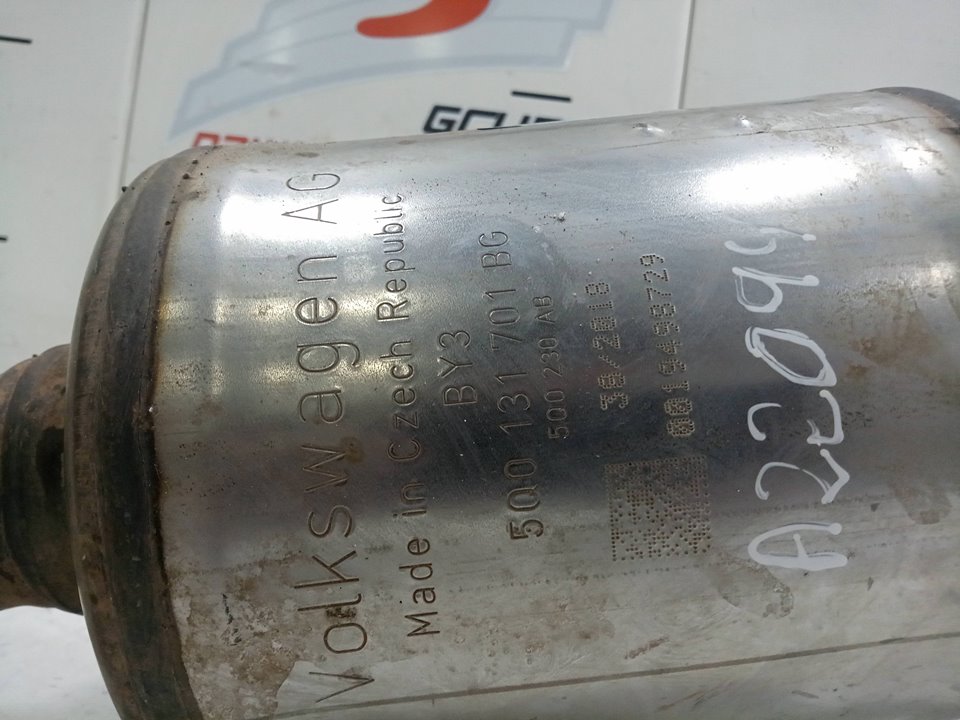 Volkswagen AG
Made in Czech Republic
BY3
5Q0 131 701 BG
5Q0 230 AB
38/2018
0019498729
A22094